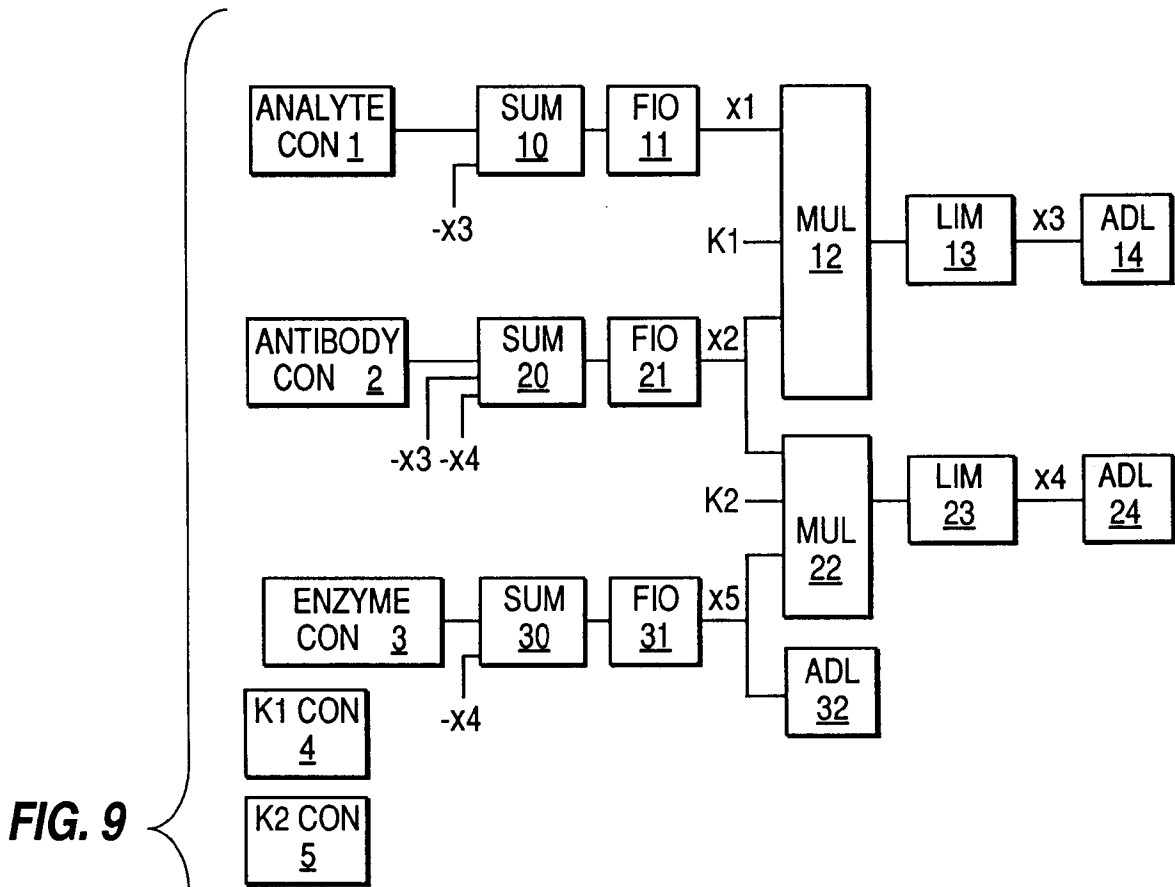 ANALYTE
CON 1
SUM
10
FIO
11
x1
-x3
K1
MUL
12
LIM
13
x3
ADL
14
ANTIBODY
CON 2
SUM
20
FIO
21
x2
-x3 -x4
K2
MUL
22
LIM
23
x4
ADL
24
ENZYME
CON 3
SUM
30
FIO
31
x5
-x4
ADL
32
K1 CON
4
K2 CON
5
FIG. 9